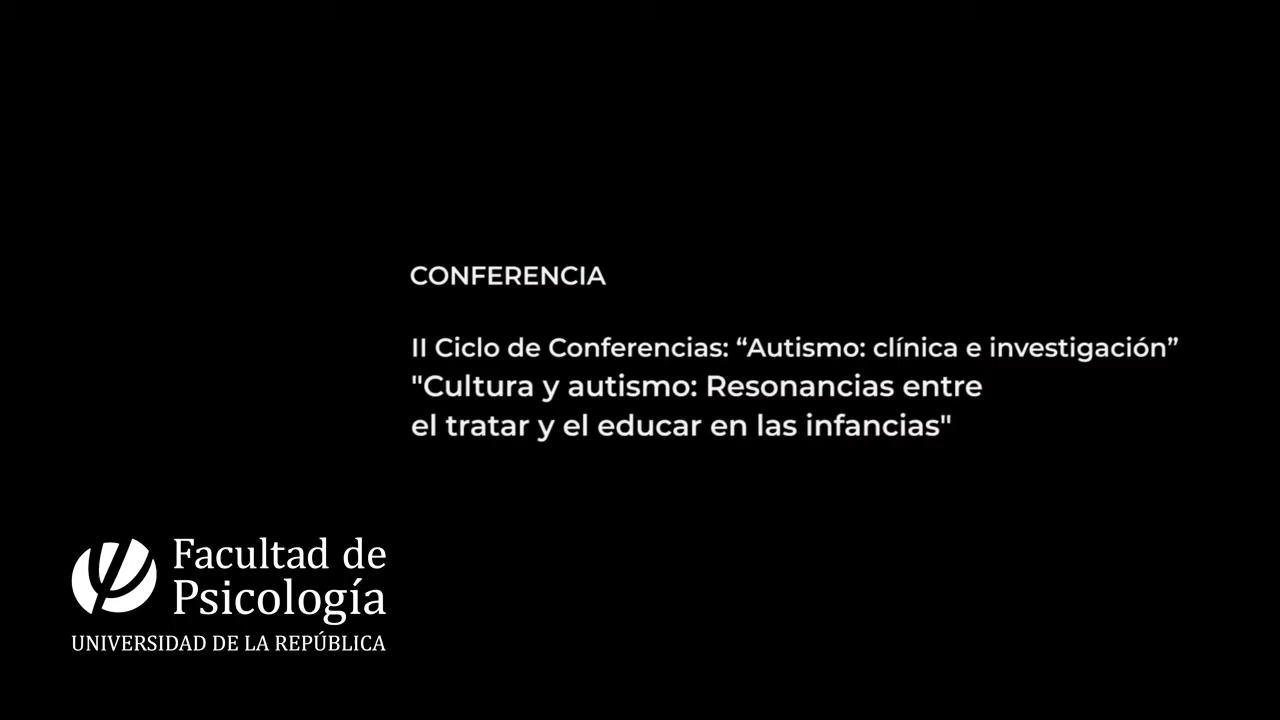 CONFERENCIA
II Ciclo de Conferencias: “Autismo: clínica e investigación”
"Cultura y autismo: Resonancias entre
el tratar y el educar en las infancias"
Facultad de
Psicología
UNIVERSIDAD DE LA REPÚBLICA